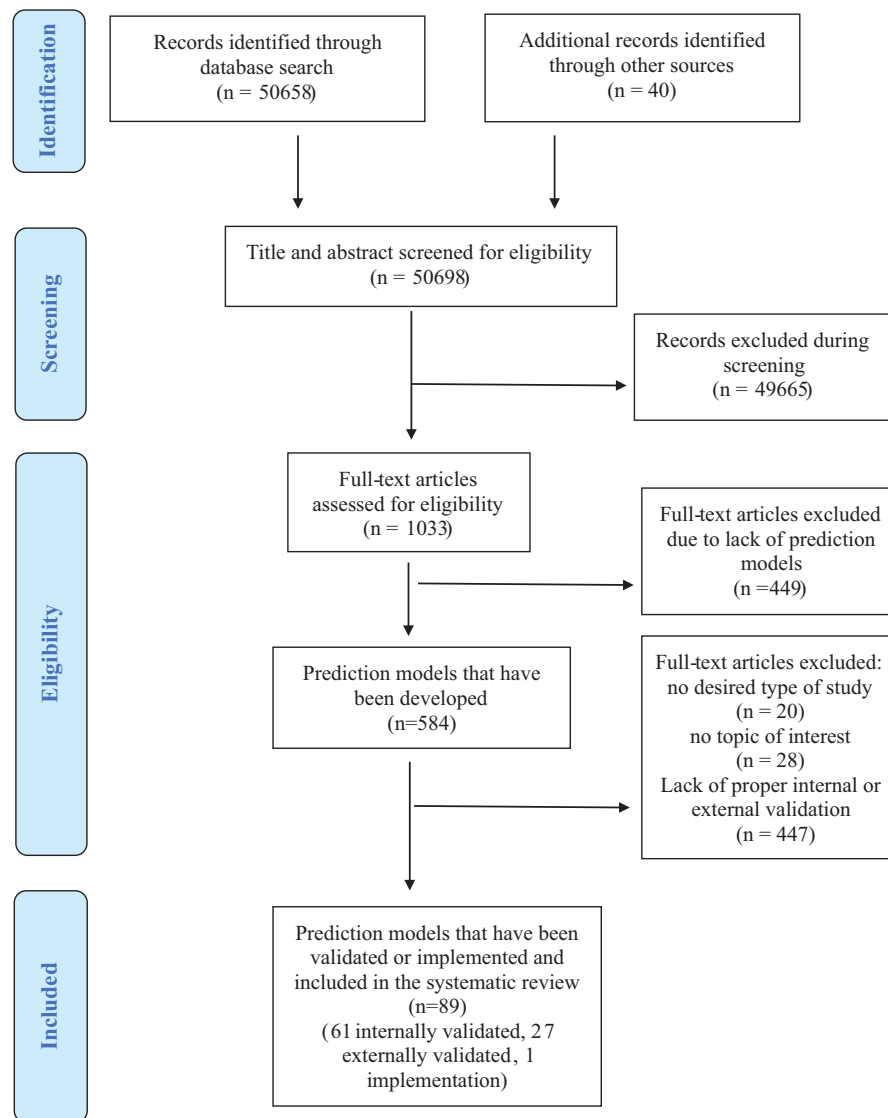 Identification
Records identified through
database search
(n = 50658)
Additional records identified
through other sources
(n = 40)
Screening
Title and abstract screened for eligibility
(n = 50698)
Records excluded during
screening
(n = 49665)
Eligibility
Full-text articles
assessed for eligibility
(n = 1033)
Full-text articles excluded
due to lack of prediction
models
(n =449)
Prediction models that have
been developed
(n=584)
Full-text articles excluded:
no desired type of study
(n = 20)
no topic of interest
(n = 28)
Lack of proper internal or
external validation
(n = 447)
Included
Prediction models that have been
validated or implemented and
included in the systematic review
(n=89)
(61 internally validated, 27
externally validated, 1
implementation)